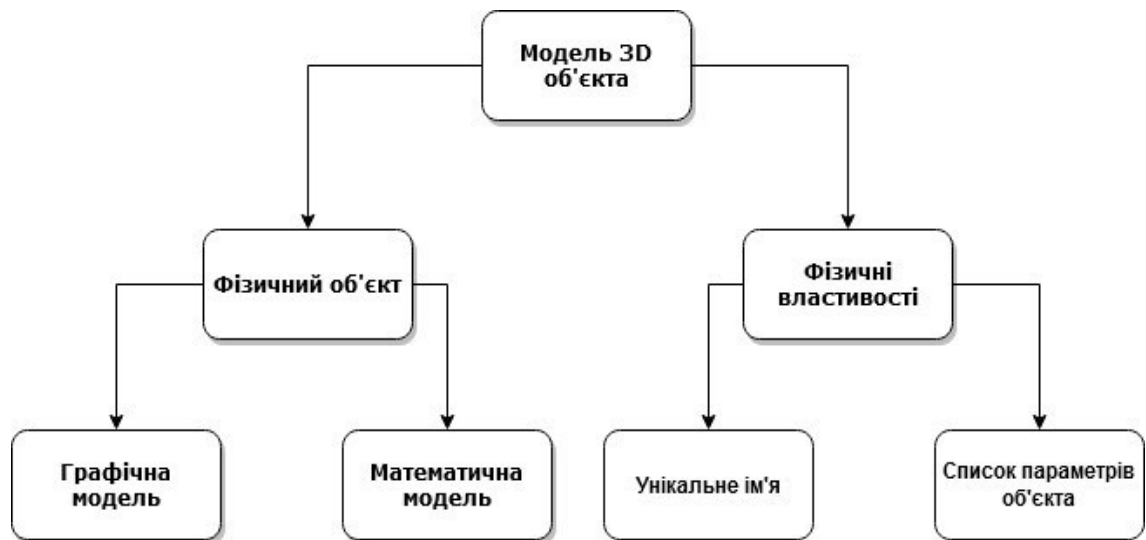 Модель 3D
об'єкта
Фізичний об'єкт
Фізичні
властивості
Графічна
модель
Математична
модель
Унікальне ім'я
Список параметрів
об'єкта